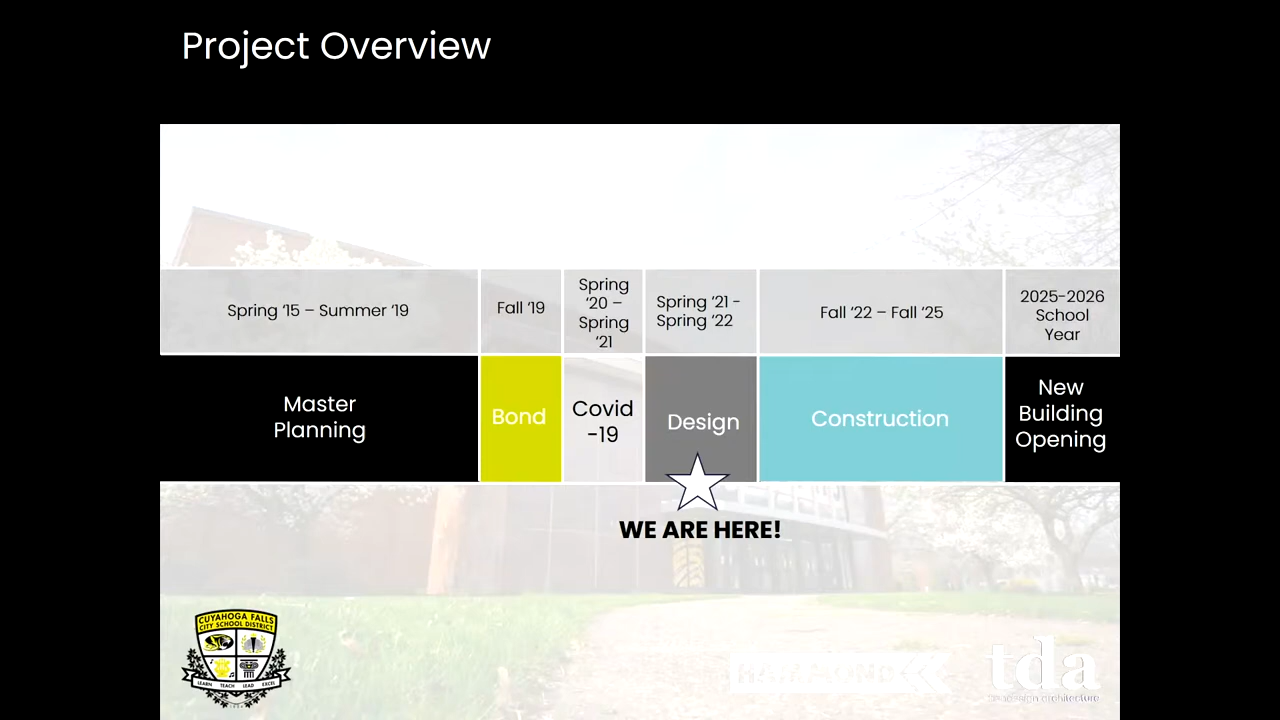 Project Overview
Spring '15 – Summer '19
Fall '19
Spring
'20 –
Spring
'21
Spring '21 -
Spring '22
Fall '22 – Fall '25
2025-2026
School
Year
Master
Planning
Bond
Covid
-19
Design
Construction
New
Building
Opening
WE ARE HERE!
CUYAHOGA FALLS
CITY SCHOOL DISTRICT
LEARN TEACH LEAD EXCEL
tda
architecture